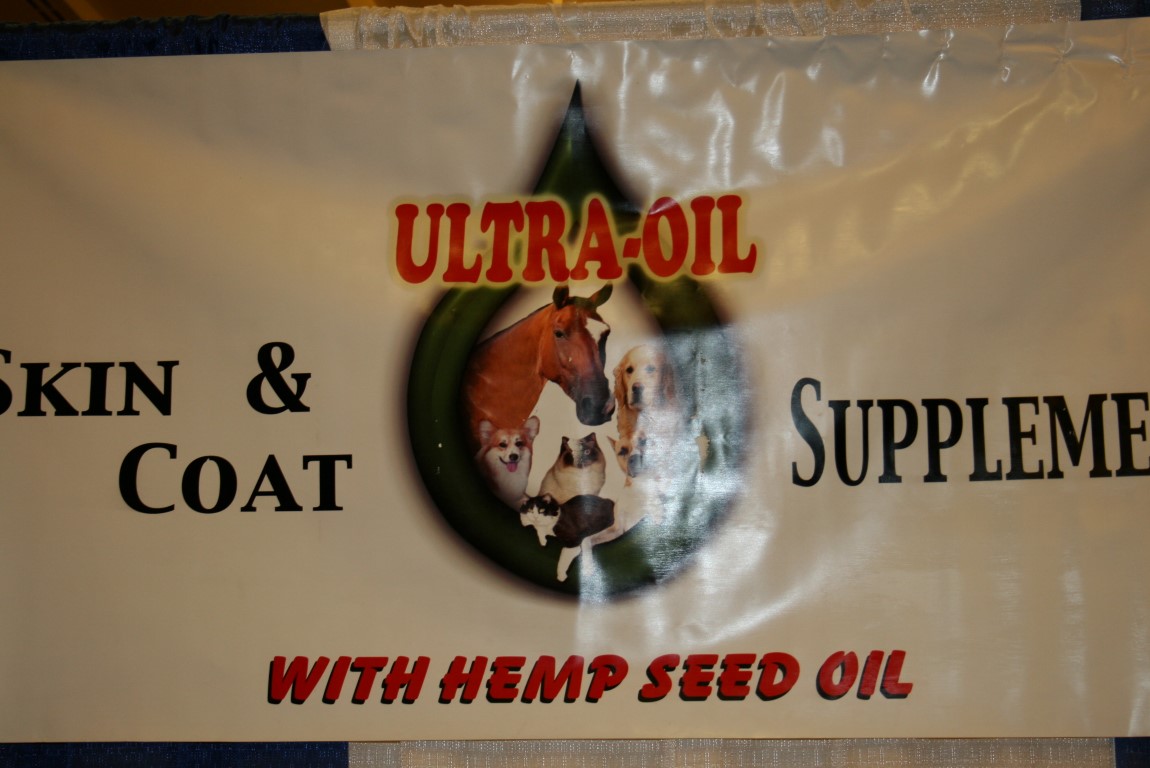 ULTRA-OIL
SKIN &
COAT
SUPPLEME
WITH HEMP SEED OIL